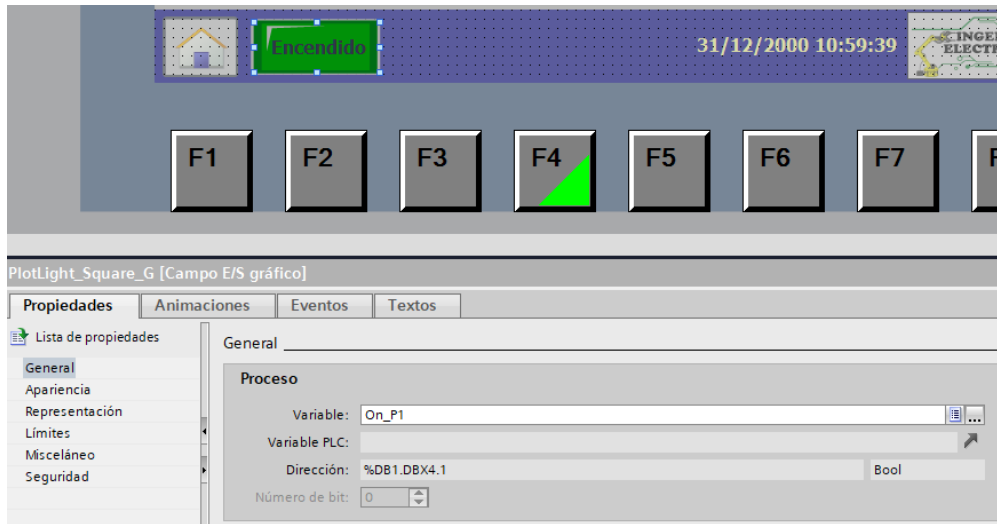 Encendido
31/12/2000 10:59:39
F1
F2
F3
F4
F5
F6
F7
PlotLight_Square_G [Campo E/S gráfico]
Propiedades
Animaciones
Eventos
Textos
Lista de propiedades
General
Apariencia
Representación
Límites
Misceláneo
Seguridad
General
Proceso
Variable: On_P1
Variable PLC:
Dirección: %DB1.DBX4.1 Bool
Número de bit: 0